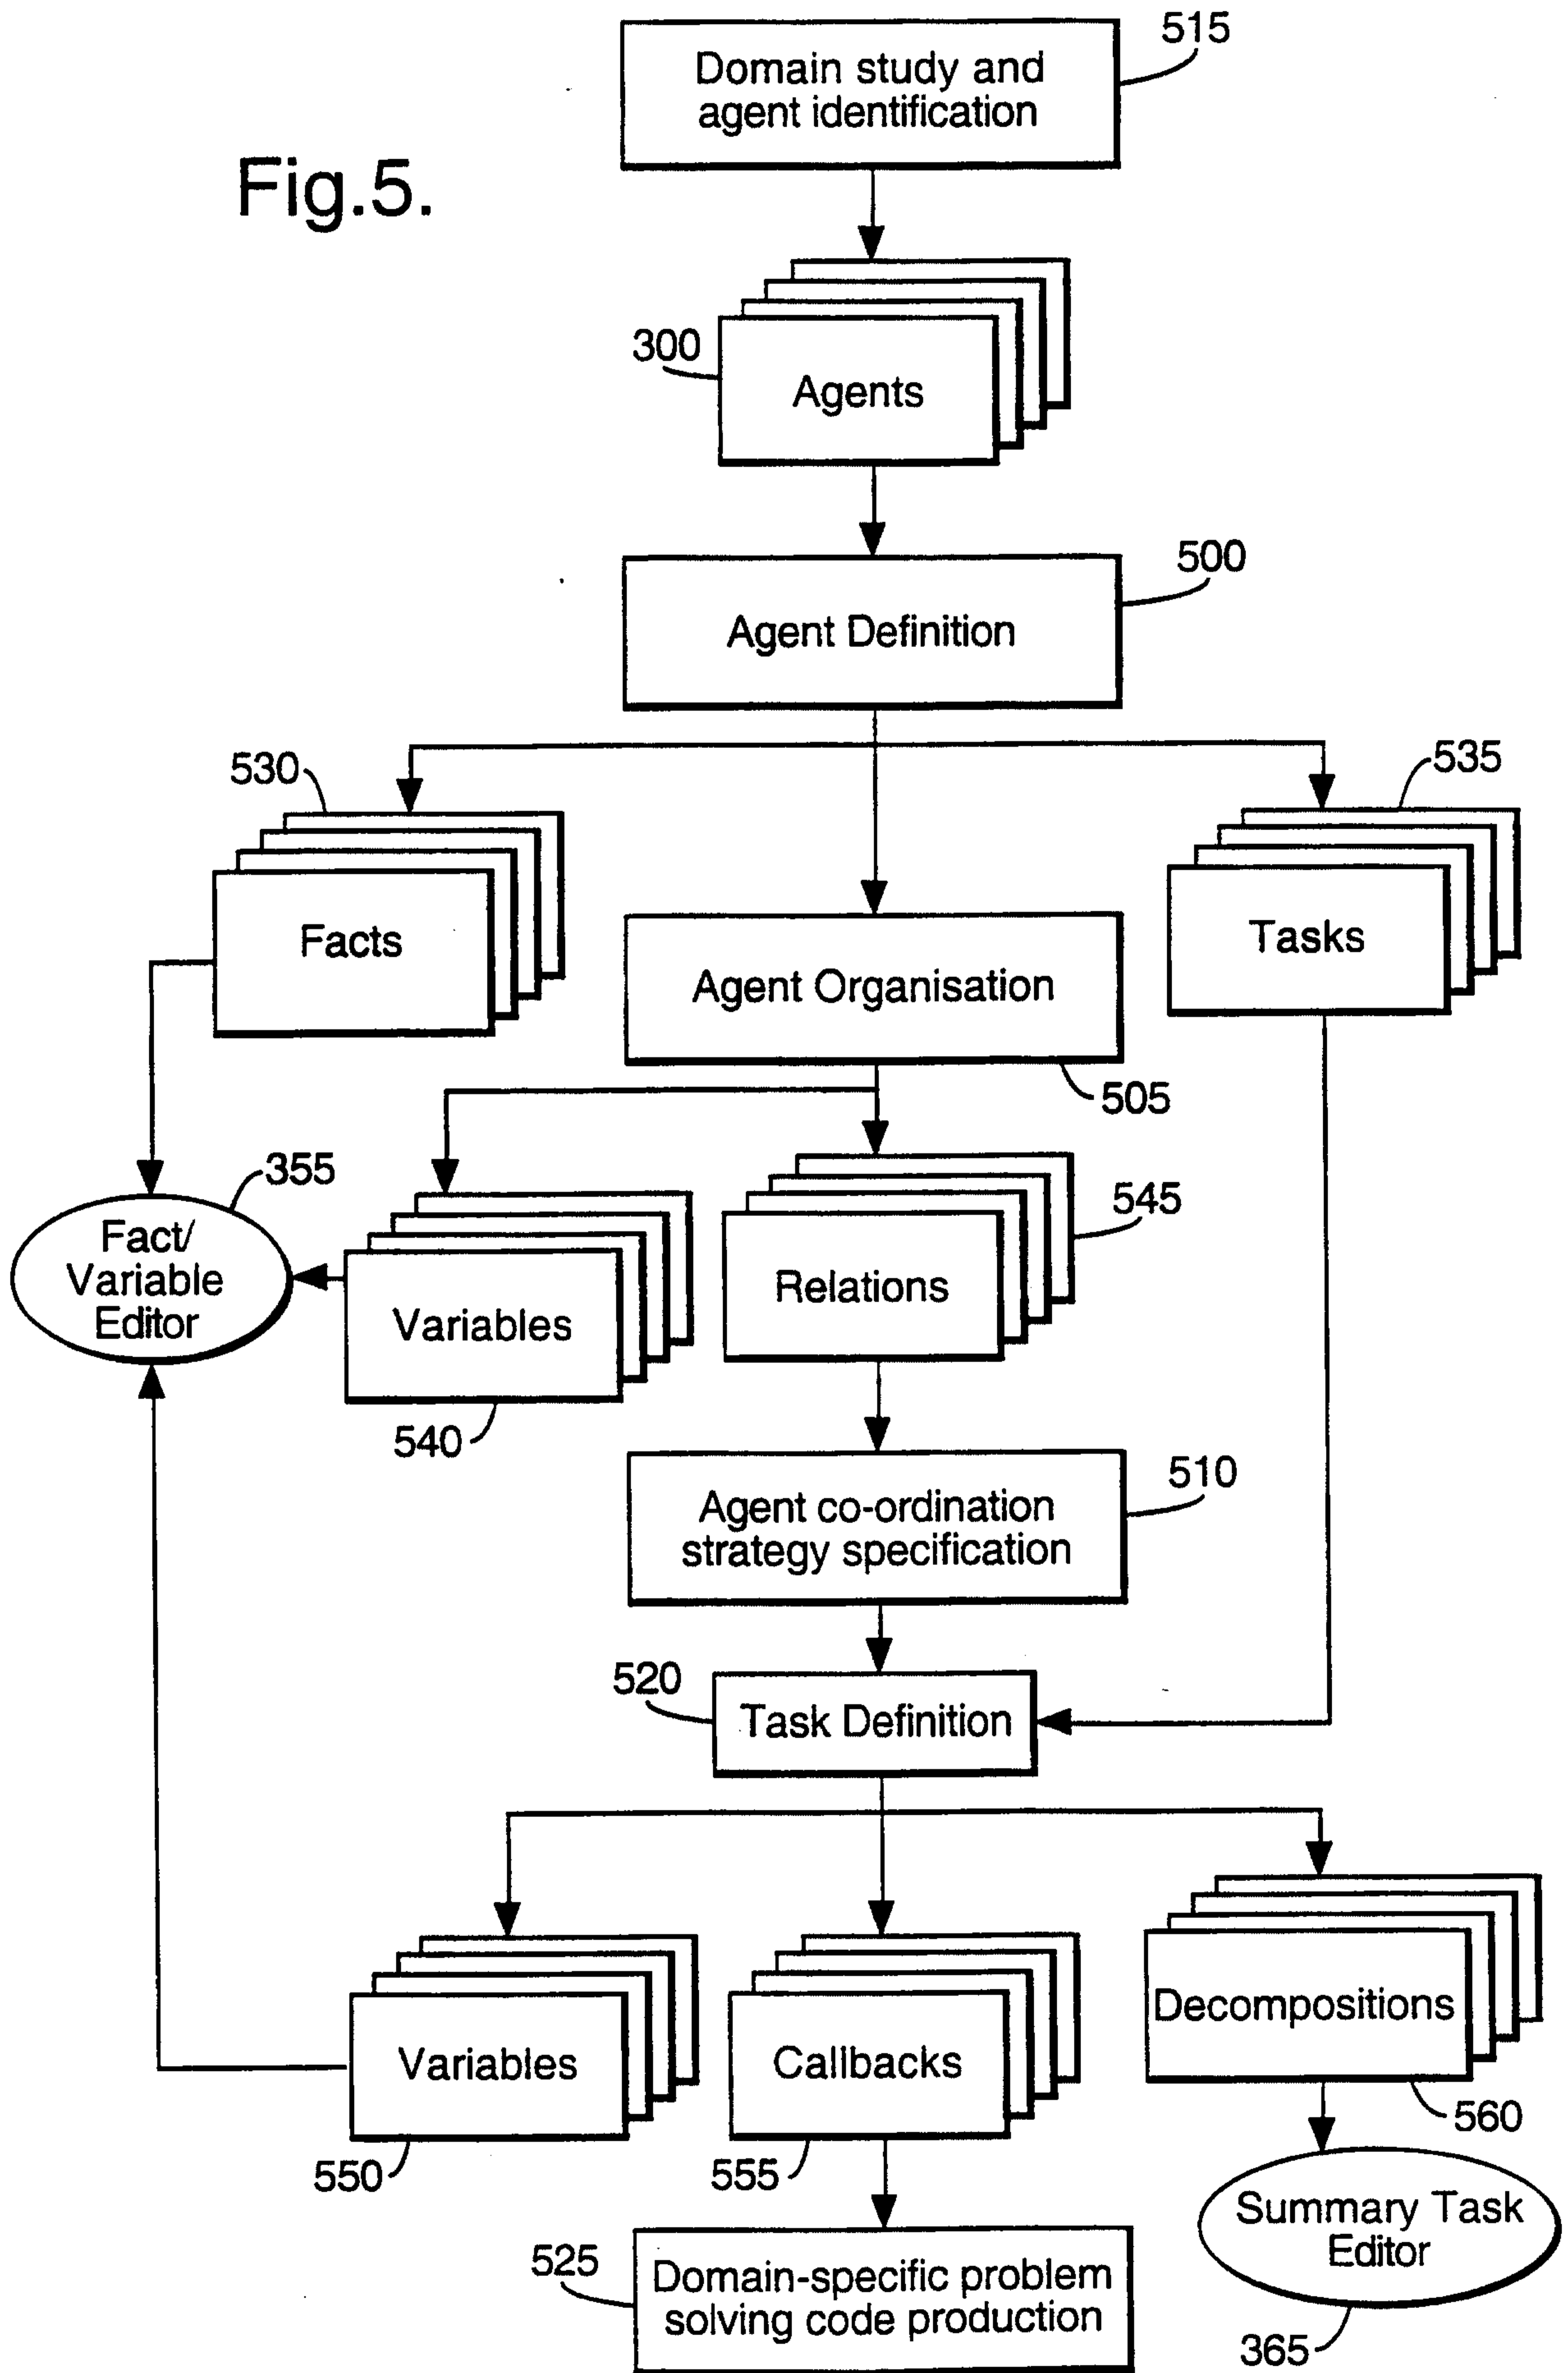 515
Domain study and
agent identification
Fig.5.
300
Agents
500
Agent Definition
530
535
Facts
Tasks
Agent Organisation
505
355
Fact/
Variable
Editor
545
Relations
Variables
540
510
Agent co-ordination
strategy specification
520
Task Definition
Decompositions
Variables
Callbacks
560
550
555
Summary Task
Editor
525
Domain-specific problem
solving code production
365